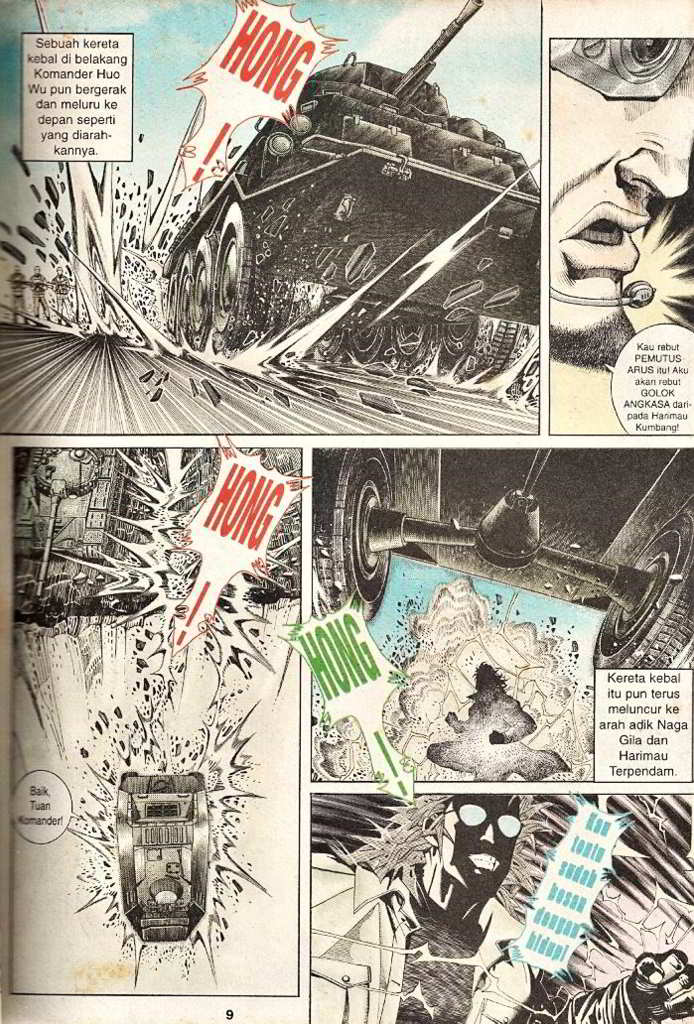 Sebuah kereta
kebal di belakang
Komander Huo
Wu pun bergerak
dan meluru ke
depan seperti
yang diarah-
kannya.
HONG
!
Kau rebut
PEMUTUS
ARUS itu! Aku
akan rebut
GOLOK
ANGKASA dari-
pada Harimau
Kumbang!
HONG
!
Baik,
Tuan
Komander!
HONG
!
Kereta kebal
itu pun terus
meluncur ke
arah adik Naga
Gila dan
Harimau
Terpendam.
Kau
tentu
sudah
bosan
dengan
hidup!
9